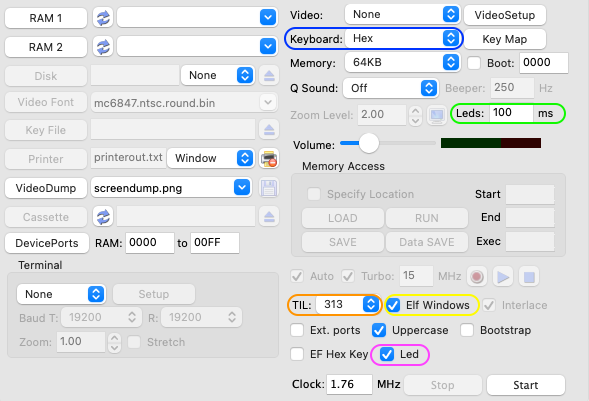 RAM 1
RAM 2
Disk None
Video Font mc6847.ntsc.round.bin
Key File
Printer printerout.txt Window
VideoDump screendump.png
Cassette
DevicePorts RAM: 0000 to 00FF
Terminal
None Setup
Baud T: 19200 R: 19200
Zoom: 1.00 Stretch
Video: None VideoSetup
Keyboard: Hex Key Map
Memory: 64KB Boot: 0000
Q Sound: Off Beeper: 250 Hz
Zoom Level: 2.00 Leds: 100 ms
Volume:
Memory Access
Specify Location Start
LOAD RUN End
SAVE Data SAVE Exec
Auto Turbo: 15 MHz
TIL: 313 Elf Windows Interlace
Ext. ports Uppercase Bootstrap
EF Hex Key Led
Clock: 1.76 MHz Stop Start